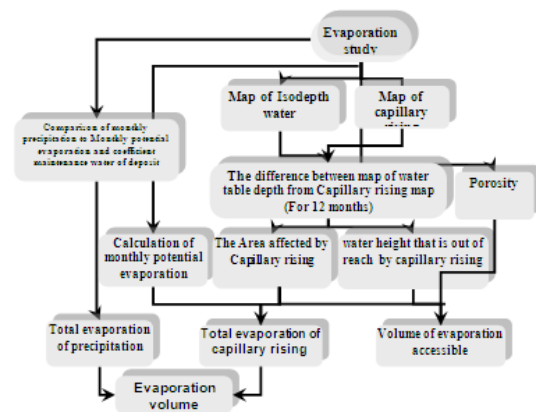 Evaporation
study
Map of Isodepth
water
Map of
capillary
rising
Comparison of monthly
precipitation to Monthly potential
evaporation and coefficient
maintenance water of deposit
The difference between map of water
table depth from Capillary rising map
(For 12 months)
Porosity
Calculation of
monthly potential
evaporation
The Area affected by
Capillary rising
water height that is out of
reach by capillary rising
Total evaporation
of precipitation
Total evaporation of
capillary rising
Volume of evaporation
accessible
Evaporation
volume